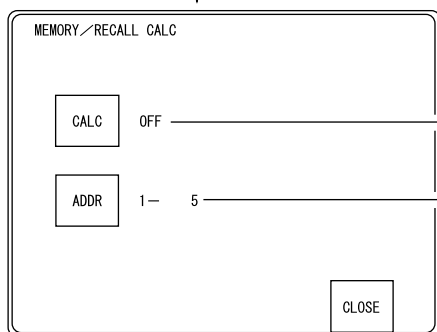 MEMORY／RECALL CALC
CALC OFF
ADDR 1— 5
CLOSE